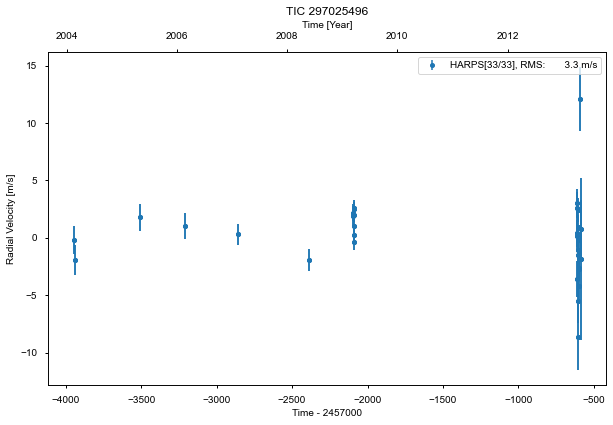 TIC 297025496
Time [Year]
2004 2006 2008 2010 2012
HARPS[33/33], RMS: 3.3 m/s
15
10
5
0
−5
−10
Radial Velocity [m/s]
−4000 −3500 −3000 −2500 −2000 −1500 −1000 −500
Time - 2457000